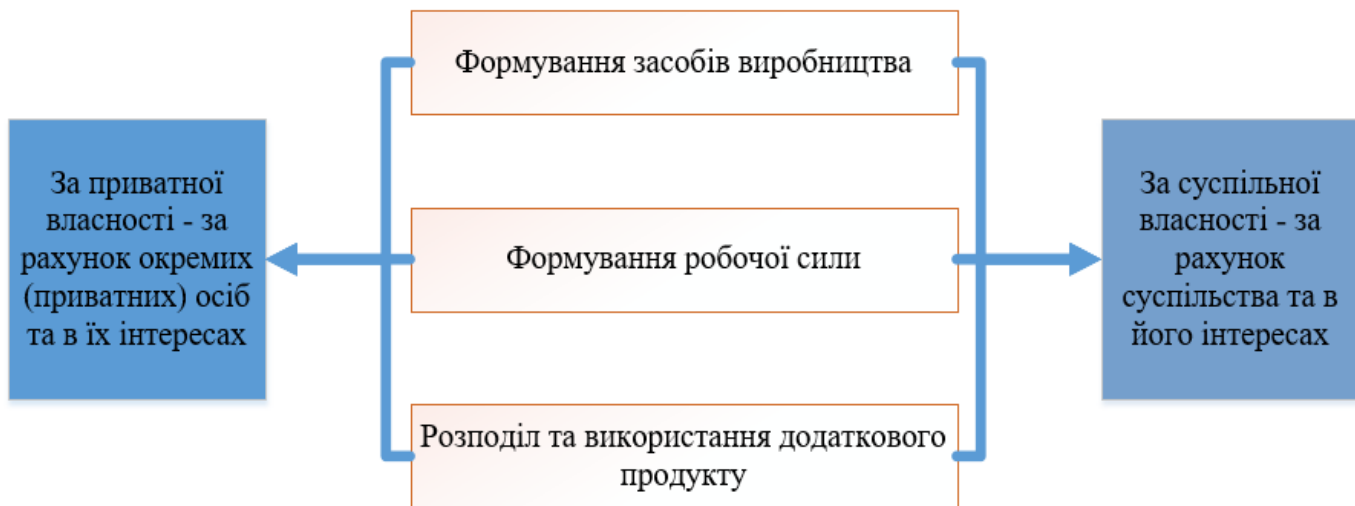 Формування засобів виробництва
За приватної
власності - за
рахунок окремих
(приватних) осіб
та в їх інтересах
Формування робочої сили
За суспільної
власності - за
рахунок
суспільства та в
його інтересах
Розподіл та використання додаткового
продукту